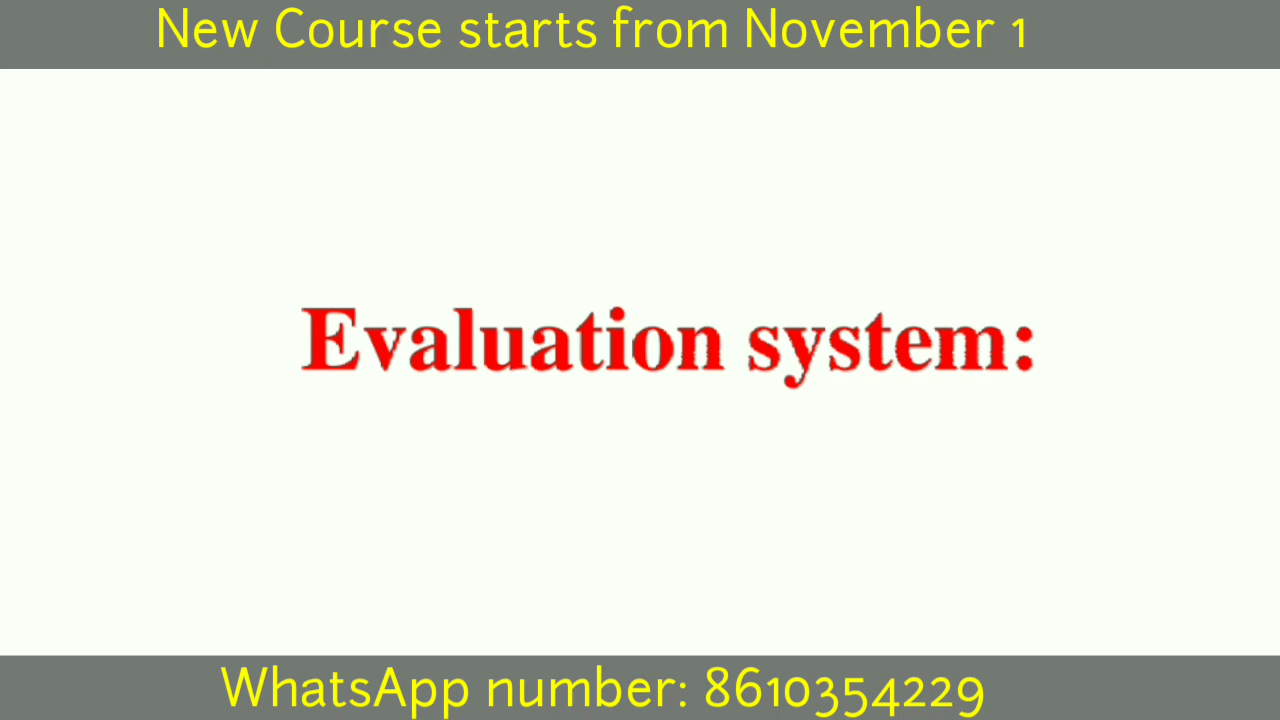 New Course starts from November 1
Evaluation system:
WhatsApp number: 8610354229